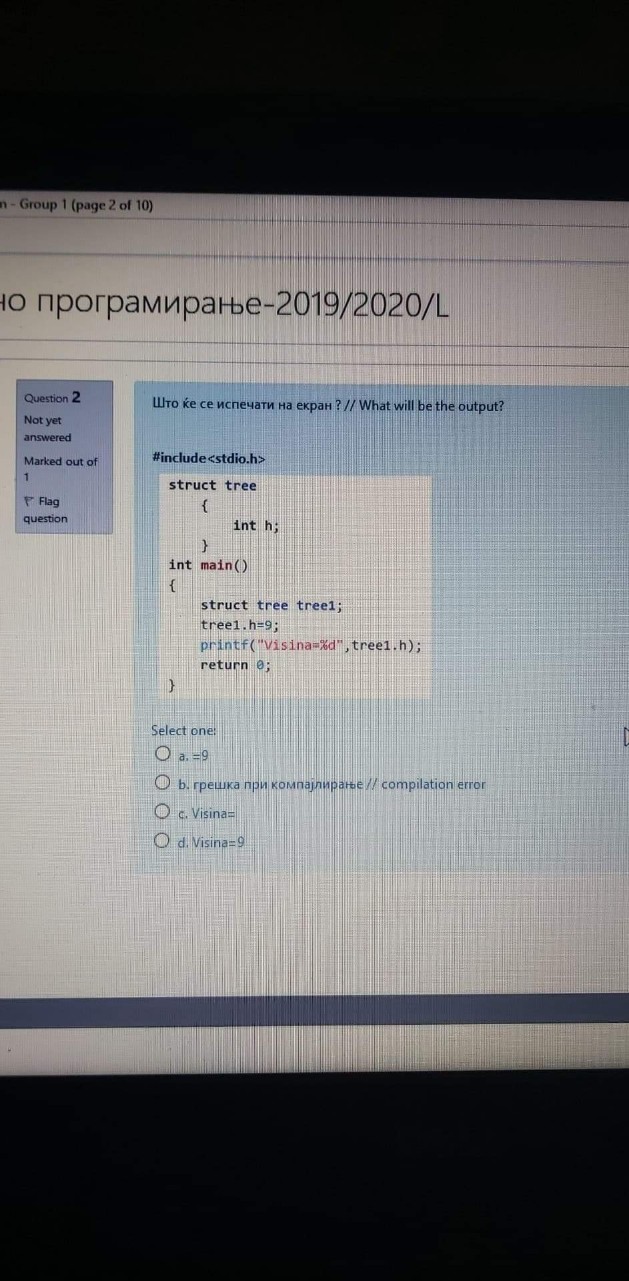 Group 1 (page 2 of 10)
програмирање-2019/2020/L
Question 2
Not yet
answered
Marked out of
1
Flag
question
Што ќе се испечати на екран ? // What will be the output?
#include<stdio.h>
struct tree
{
int h;
}
int main()
{
struct tree tree1;
tree1.h=9;
printf("Visina=%d",tree1.h);
return 0;
}
Select one:
a. =9
b. грешка при компајлирање // compilation error
c. Visina=
d. Visina=9